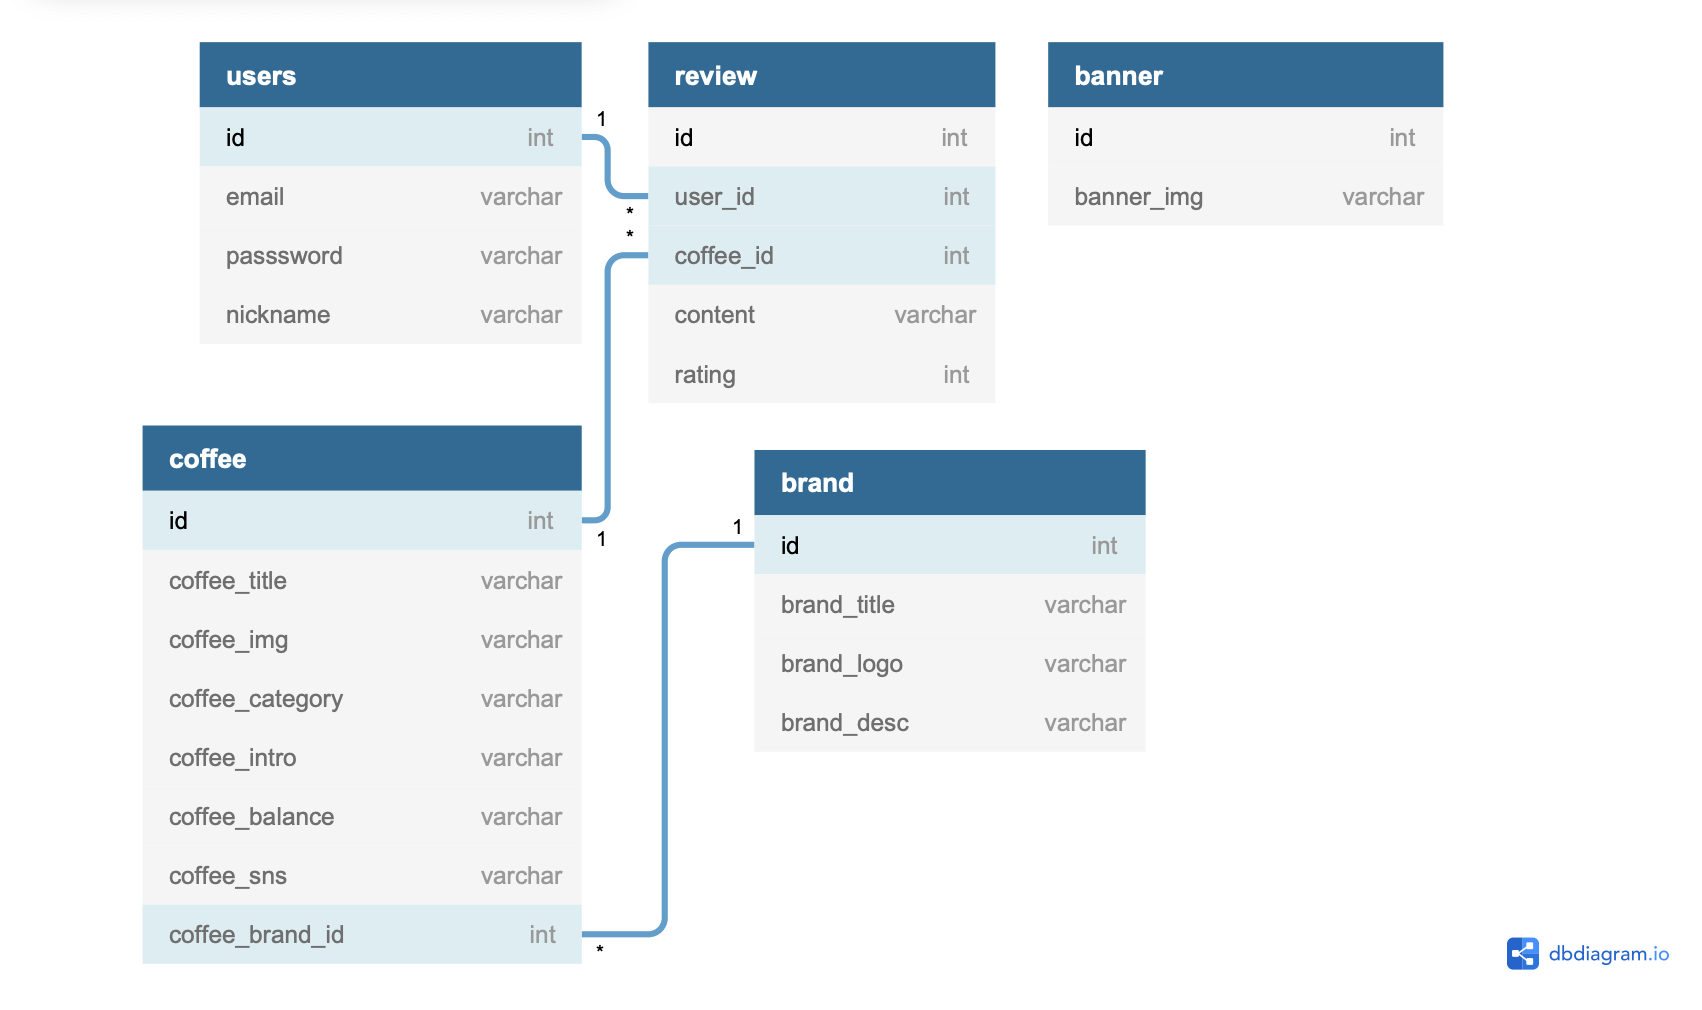 users
id int
email varchar
passsword varchar
nickname varchar
1
*
review
id int
user_id int
coffee_id int
content varchar
rating int
banner
id int
banner_img varchar
*
1
coffee
id int
coffee_title varchar
coffee_img varchar
coffee_category varchar
coffee_intro varchar
coffee_balance varchar
coffee_sns varchar
coffee_brand_id int
*
1
brand
id int
brand_title varchar
brand_logo varchar
brand_desc varchar
dbdiagram.io